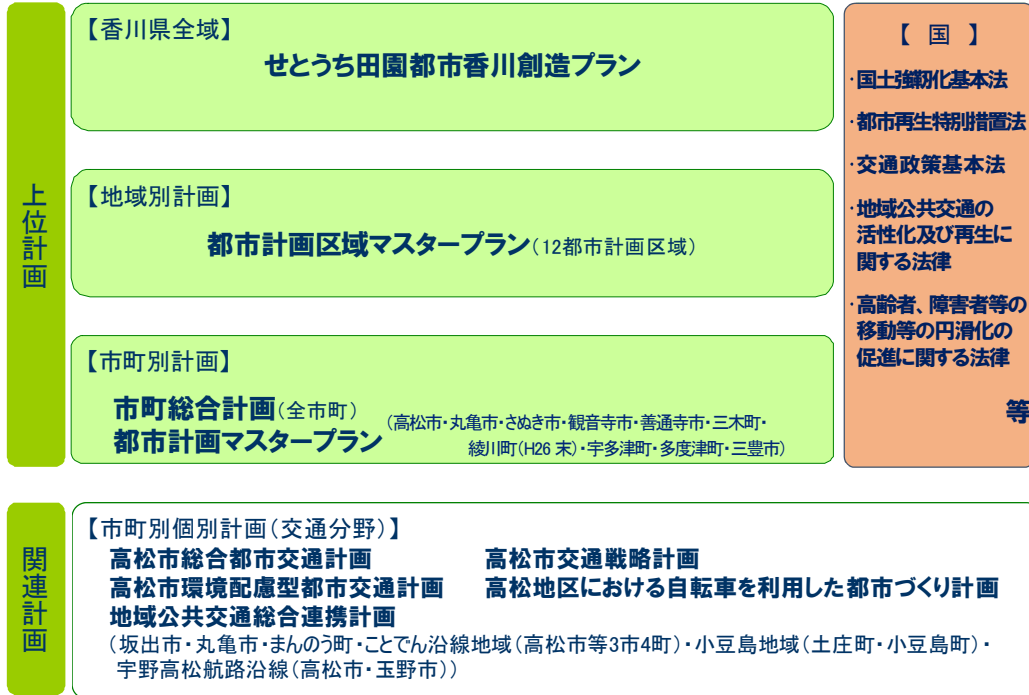 上位計画
【香川県全域】
せとうち田園都市香川創造プラン
【地域別計画】
都市計画区域マスタープラン(12都市計画区域)
【市町別計画】
市町総合計画(全市町)
都市計画マスタープラン
(高松市・丸亀市・さぬき市・観音寺市・善通寺市・三木町・
綾川町(H26 末)・宇多津町・多度津町・三豊市)
【 国 】
・国土強靭化基本法
・都市再生特別措置法
・交通政策基本法
・地域公共交通の
活性化及び再生に
関する法律
・高齢者、障害者等の
移動等の円滑化の
促進に関する法律
等
関連計画
【市町別個別計画(交通分野)】
高松市総合都市交通計画 高松市交通戦略計画
高松市環境配慮型都市交通計画 高松地区における自転車を利用した都市づくり計画
地域公共交通総合連携計画
(坂出市・丸亀市・まんのう町・ことでん沿線地域(高松市等3市4町)・小豆島地域(土庄町・小豆島町)・
宇野高松航路沿線(高松市・玉野市))